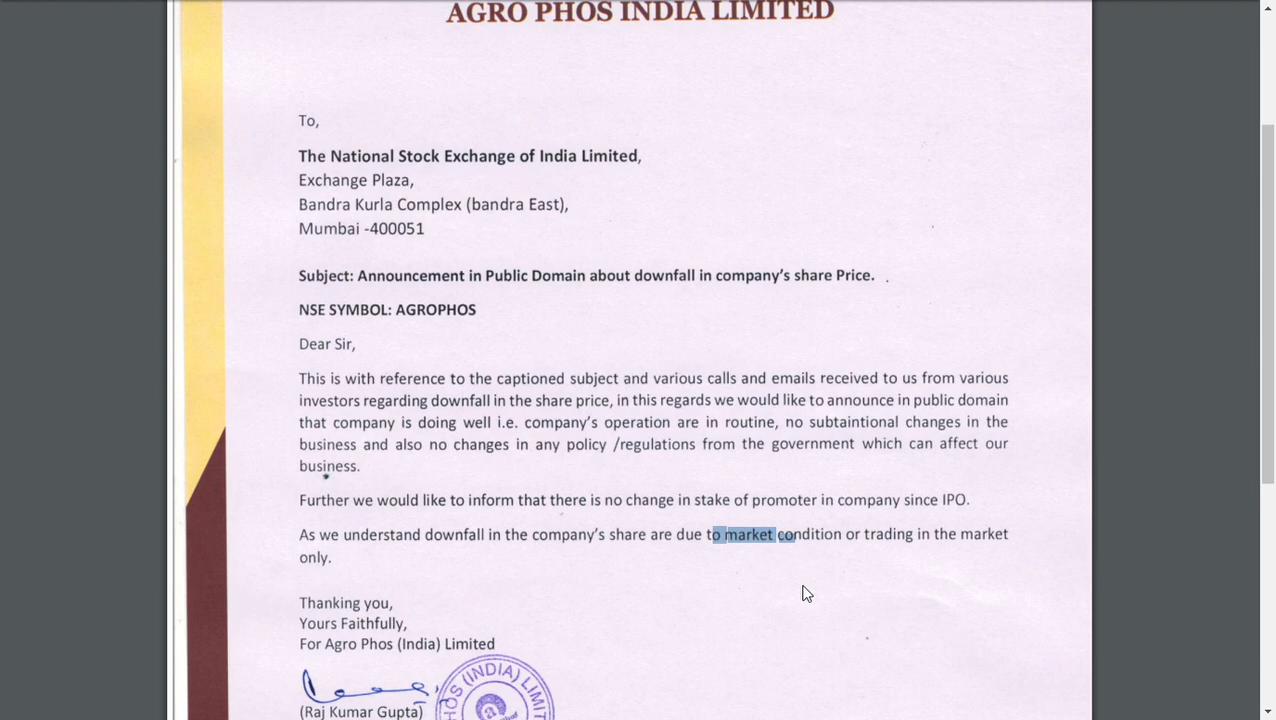 AGRO PHOS INDIA LIMITED
To,
The National Stock Exchange of India Limited,
Exchange Plaza,
Bandra Kurla Complex (bandra East),
Mumbai -400051
Subject: Announcement in Public Domain about downfall in company's share Price.
NSE SYMBOL: AGROPHOS
Dear Sir,
This is with reference to the captioned subject and various calls and emails received to us from various
investors regarding downfall in the share price, in this regards we would like to announce in public domain
that company is doing well i.e. company's operation are in routine, no subtaintional changes in the
business and also no changes in any policy /regulations from the government which can affect our
business.
Further we would like to inform that there is no change in stake of promoter in company since IPO.
As we understand downfall in the company's share are due to market condition or trading in the market
only.
Thanking you,
Yours Faithfully,
For Agro Phos (India) Limited
(Raj Kumar Gupta)
(INDIA)